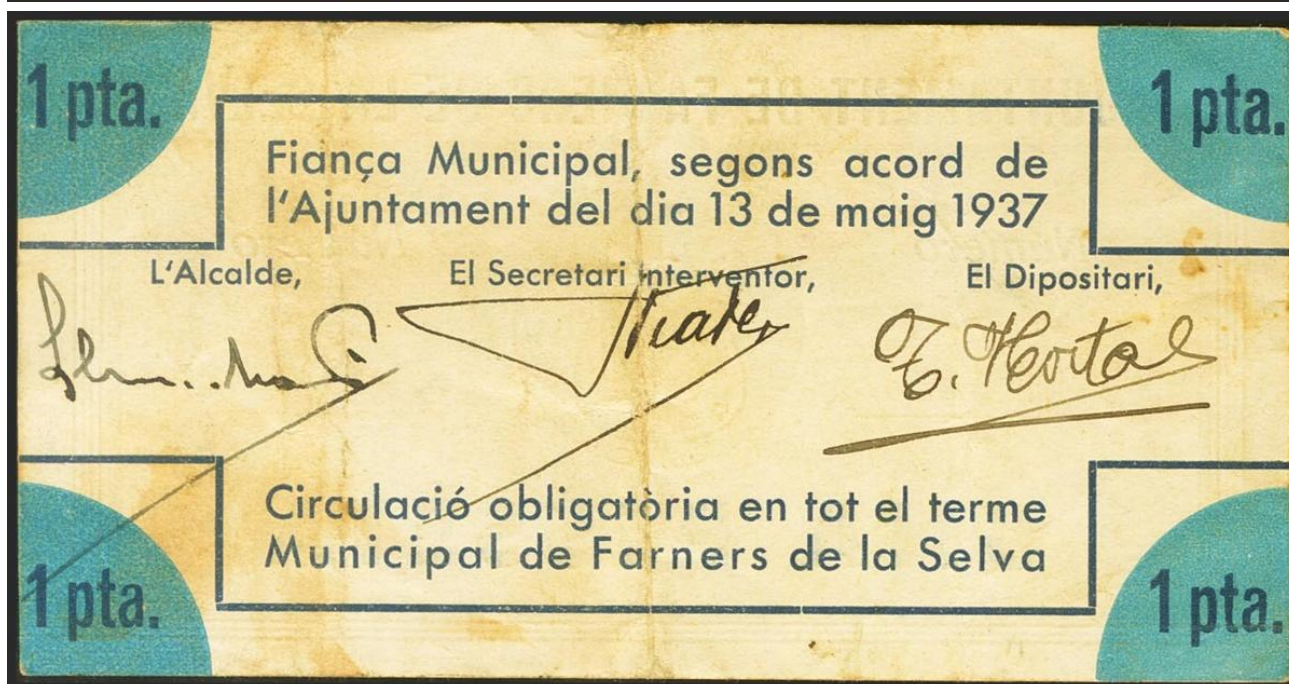 1 pta.
1 pta.
Fiança Municipal, segons acord de
l'Ajuntament del dia 13 de maig 1937
L'Alcalde,
El Secretari interventor,
El Dipositari,
Circulació obligatòria en tot el terme
Municipal de Farners de la Selva
1 pta.
1 pta.